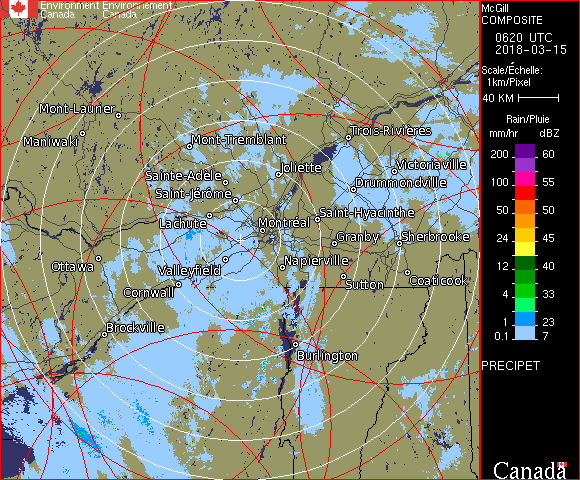 Environment Environnement
Canada Canada
Mont-Laurier
Maniwaki
Mont-Tremblant
Trois-Rivières
Sainte-Adèle
Joliette
Victoriaville
Saint-Jérôme
Drummondville
Lachute
Montréal
Saint-Hyacinthe
Granby
Sherbrooke
Ottawa
Valleyfield
Napierville
Cornwall
Sutton
Coaticook
Brockville
Burlington
McGill
COMPOSITE
0620 UTC
2018-03-15
Scale/Échelle:
1km/Pixel
40 KM
Rain/Pluie
mm/hr dBZ
200 60
150 57
100 55
50 50
24 45
12 40
4 33
1 23
0.1 7
PRECIPET
Canada